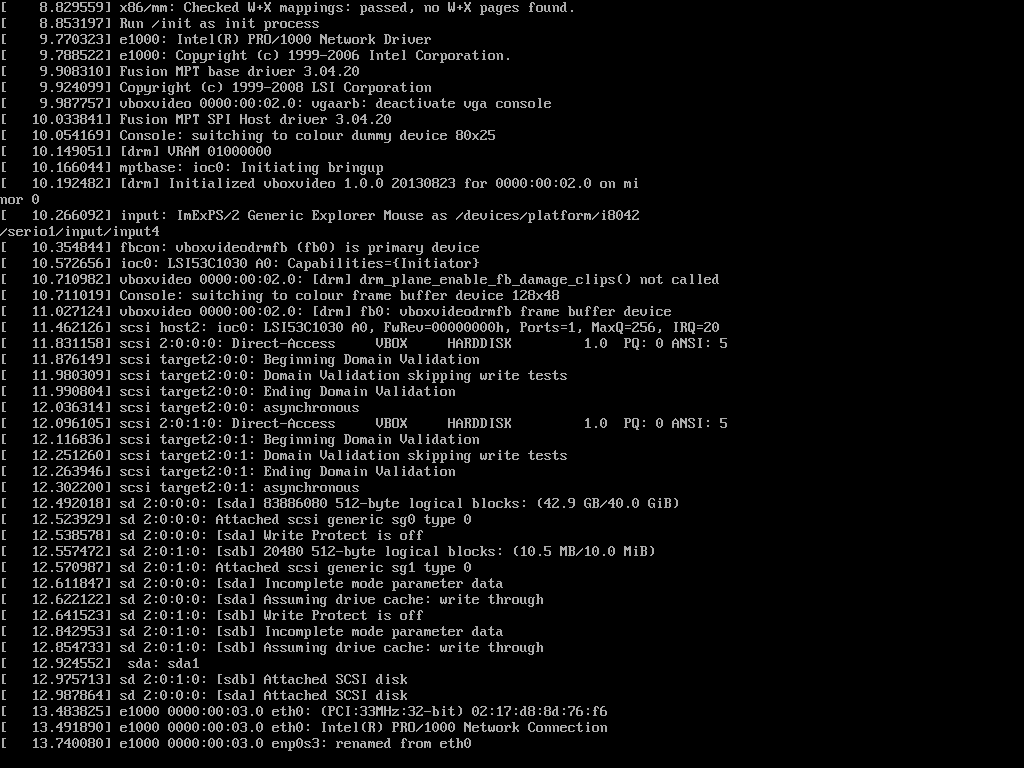 [    8.829559] x86/mm: Checked W+X mappings: passed, no W+X pages found.
[    8.853197] Run /init as init process
[    9.770323] e1000: Intel(R) PRO/1000 Network Driver
[    9.788522] e1000: Copyright (c) 1999-2006 Intel Corporation.
[    9.908310] Fusion MPT base driver 3.04.20
[    9.924099] Copyright (c) 1999-2008 LSI Corporation
[    9.987757] vboxvideo 0000:00:02.0: vgaarb: deactivate vga console
[   10.033841] Fusion MPT SPI Host driver 3.04.20
[   10.054169] Console: switching to colour dummy device 80x25
[   10.149051] [drm] VRAM 01000000
[   10.166044] mptbase: ioc0: Initiating bringup
[   10.192482] [drm] Initialized vboxvideo 1.0.0 20130823 for 0000:00:02.0 on mi
nor 0
[   10.266092] input: ImExPS/2 Generic Explorer Mouse as /devices/platform/i8042
/serio1/input/input4
[   10.354844] fbcon: vboxvideodrmfb (fb0) is primary device
[   10.572656] ioc0: LSI53C1030 A0: Capabilities={Initiator}
[   10.710982] vboxvideo 0000:00:02.0: [drm] drm_plane_enable_fb_damage_clips() not called
[   10.711019] Console: switching to colour frame buffer device 128x48
[   11.027124] vboxvideo 0000:00:02.0: [drm] fb0: vboxvideodrmfb frame buffer device
[   11.462126] scsi host2: ioc0: LSI53C1030 A0, FwRev=00000000h, Ports=1, MaxQ=256, IRQ=20
[   11.831158] scsi 2:0:0:0: Direct-Access     VBOX     HARDDISK         1.0  PQ: 0 ANSI: 5
[   11.876149] scsi target2:0:0: Beginning Domain Validation
[   11.980309] scsi target2:0:0: Domain Validation skipping write tests
[   11.990804] scsi target2:0:0: Ending Domain Validation
[   12.036314] scsi target2:0:0: asynchronous
[   12.096105] scsi 2:0:1:0: Direct-Access     VBOX     HARDDISK         1.0  PQ: 0 ANSI: 5
[   12.116836] scsi target2:0:1: Beginning Domain Validation
[   12.251260] scsi target2:0:1: Domain Validation skipping write tests
[   12.263946] scsi target2:0:1: Ending Domain Validation
[   12.302200] scsi target2:0:1: asynchronous
[   12.492018] sd 2:0:0:0: [sda] 83886080 512-byte logical blocks: (42.9 GB/40.0 GiB)
[   12.523929] sd 2:0:0:0: Attached scsi generic sg0 type 0
[   12.538578] sd 2:0:0:0: [sda] Write Protect is off
[   12.557472] sd 2:0:1:0: [sdb] 20480 512-byte logical blocks: (10.5 MB/10.0 MiB)
[   12.570987] sd 2:0:1:0: Attached scsi generic sg1 type 0
[   12.611847] sd 2:0:0:0: [sda] Incomplete mode parameter data
[   12.622122] sd 2:0:0:0: [sda] Assuming drive cache: write through
[   12.641523] sd 2:0:1:0: [sdb] Write Protect is off
[   12.842953] sd 2:0:1:0: [sdb] Incomplete mode parameter data
[   12.854733] sd 2:0:1:0: [sdb] Assuming drive cache: write through
[   12.924552]  sda: sda1
[   12.975713] sd 2:0:1:0: [sdb] Attached SCSI disk
[   12.987864] sd 2:0:0:0: [sda] Attached SCSI disk
[   13.483825] e1000 0000:00:03.0 eth0: (PCI:33MHz:32-bit) 02:17:d8:8d:76:f6
[   13.491890] e1000 0000:00:03.0 eth0: Intel(R) PRO/1000 Network Connection
[   13.740080] e1000 0000:00:03.0 enp0s3: renamed from eth0